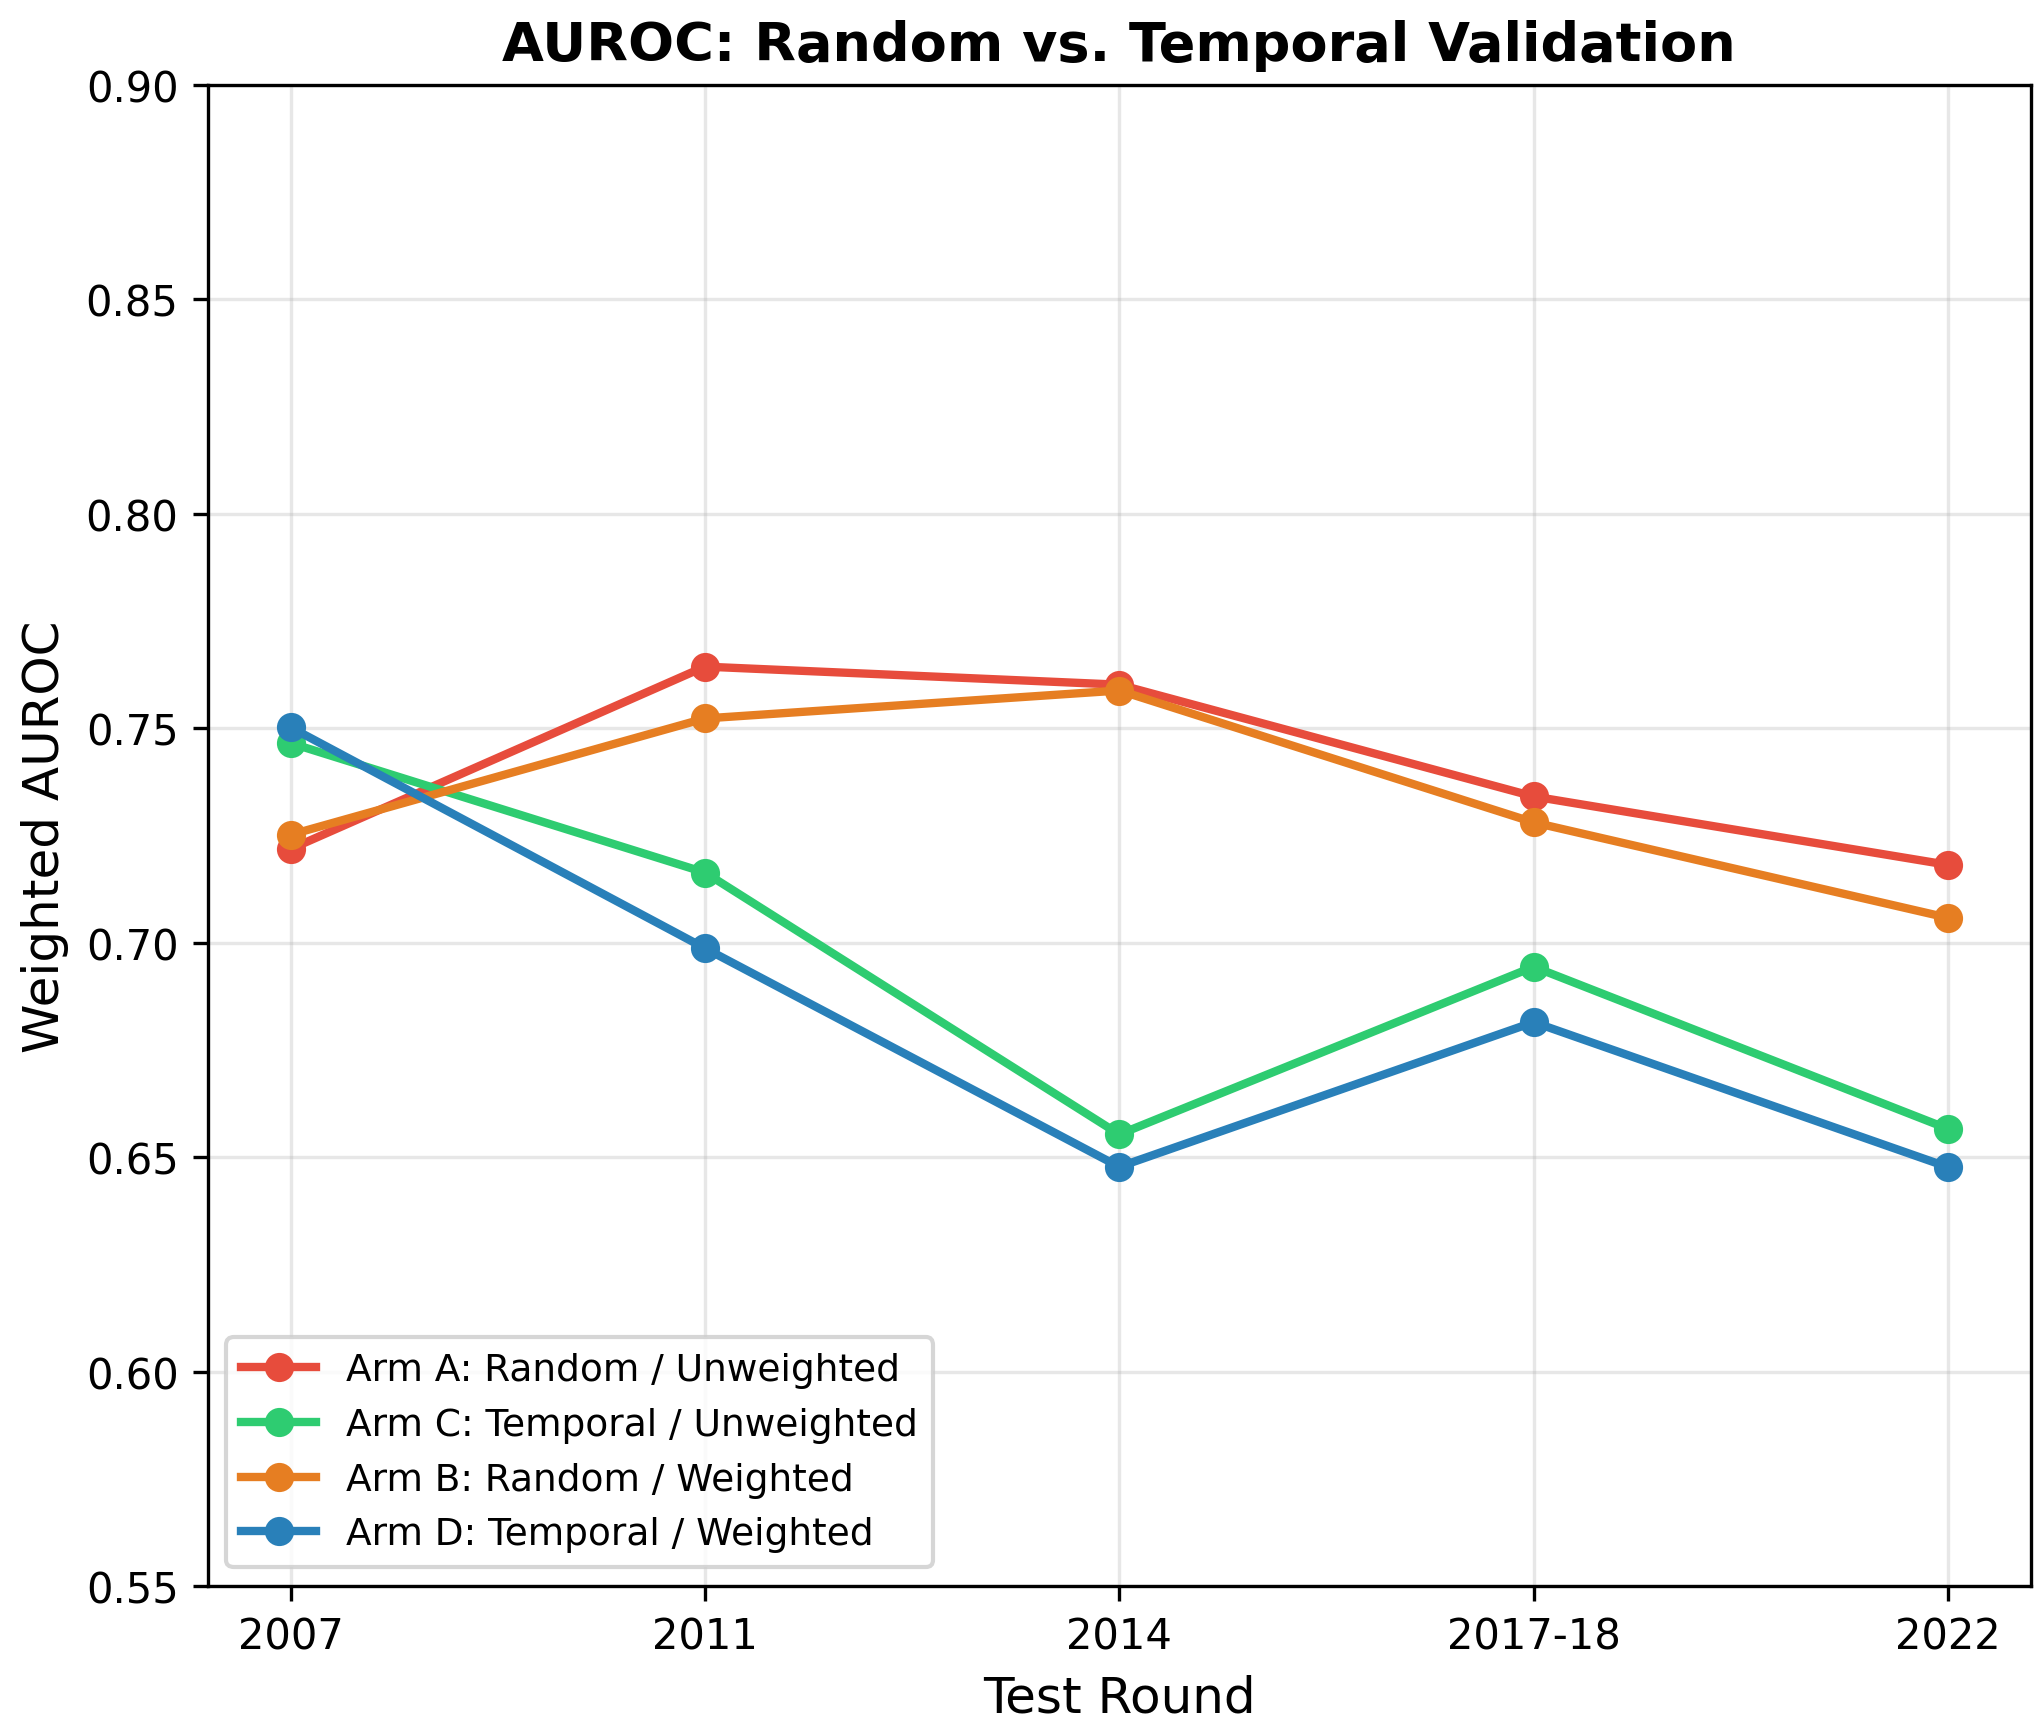 AUROC: Random vs. Temporal Validation
Weighted AUROC
0.90
0.85
0.80
0.75
0.70
0.65
0.60
0.55
Arm A: Random / Unweighted
Arm C: Temporal / Unweighted
Arm B: Random / Weighted
Arm D: Temporal / Weighted
2007 2011 2014 2017-18 2022
Test Round